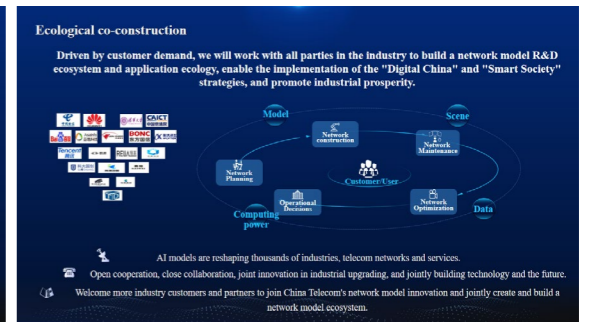 Ecological co-construction
Driven by customer demand, we will work with all parties in the industry to build a network model R&D
ecosystem and application ecology, enable the implementation of the "Digital China" and "Smart Society"
strategies, and promote industrial prosperity.
Model
Scene
HUAWEI
CAICT
Network
construction
Network
Maintenance
BONC
Tencent
Network
Planning
Customer/User
Operational
Decisions
Network
Optimization
Computing
power
Data
AI models are reshaping thousands of industries, telecom networks and services.
Open cooperation, close collaboration, joint innovation in industrial upgrading, and jointly building technology and the future.
Welcome more industry customers and partners to join China Telecom's network model innovation and jointly create and build a
network model ecosystem.